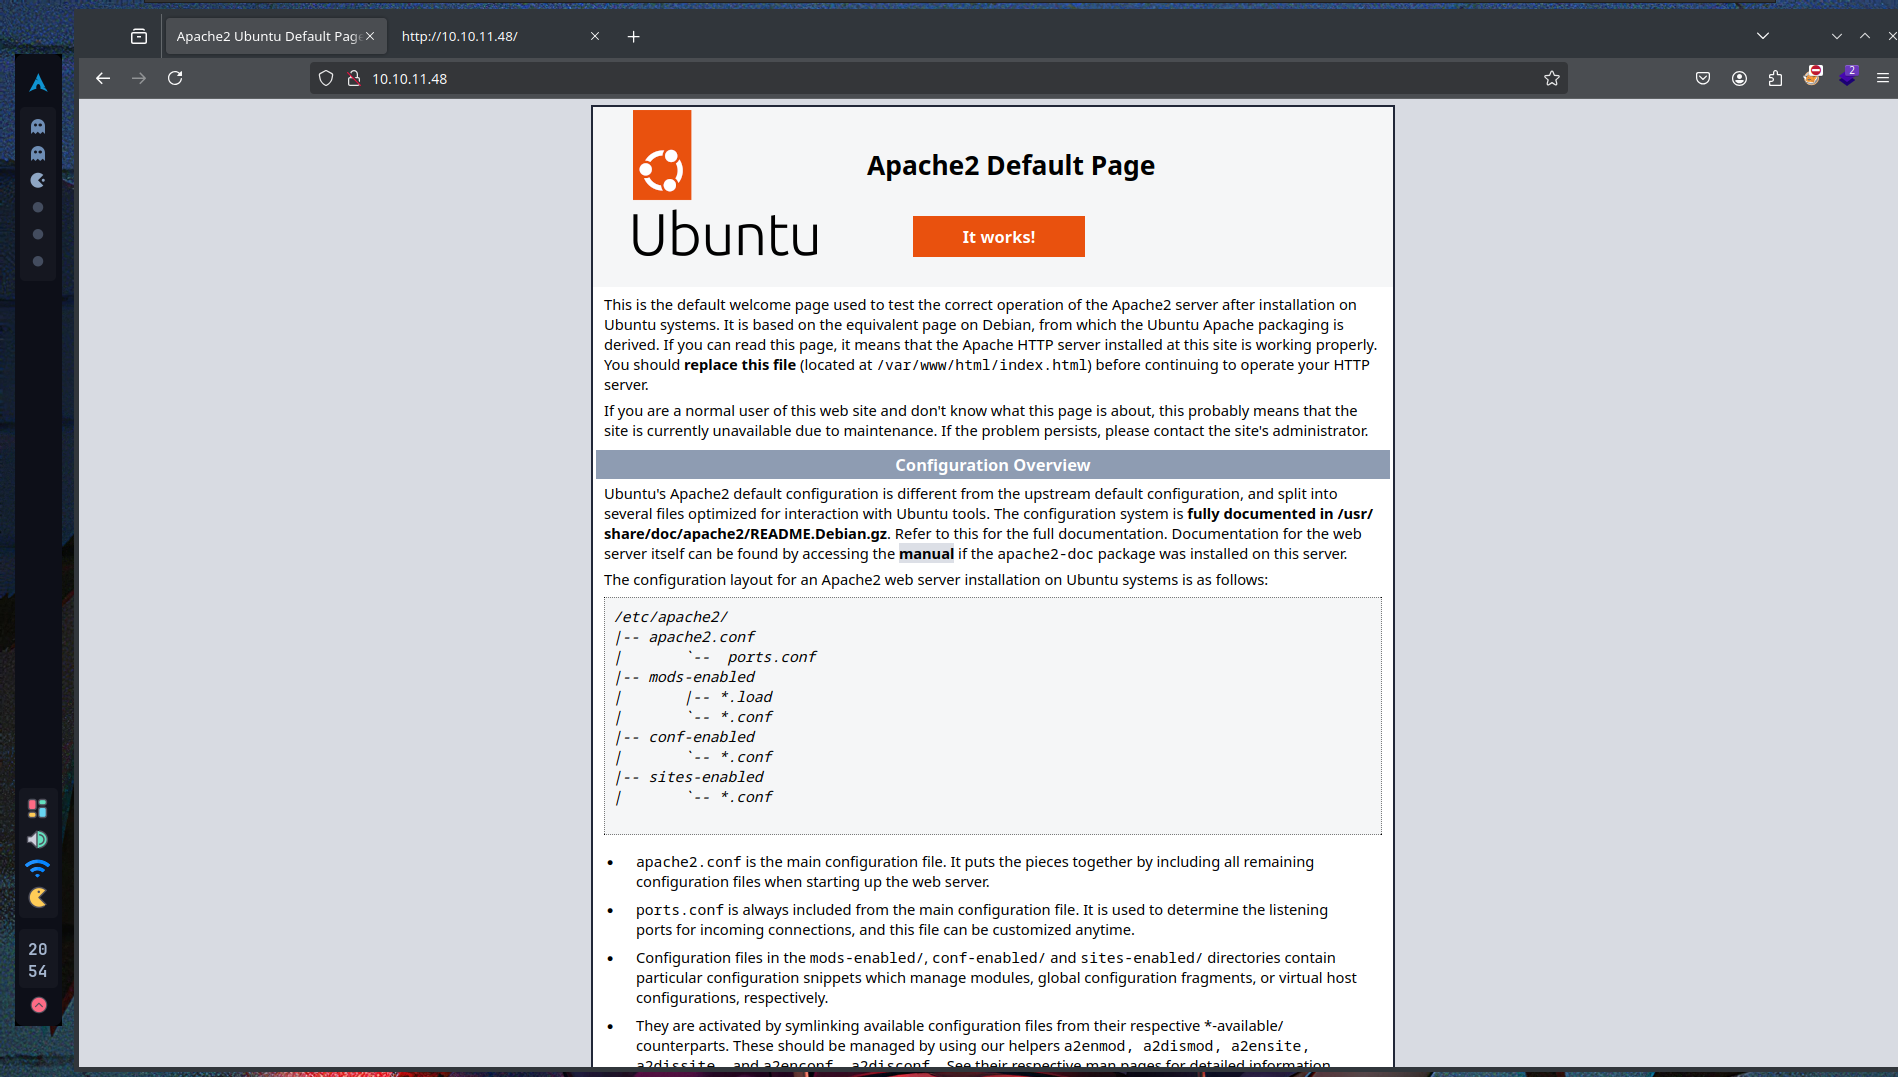 Apache2 Ubuntu Default Page
http://10.10.11.48/
10.10.11.48
2
Apache2 Default Page
Ubuntu
It works!
This is the default welcome page used to test the correct operation of the Apache2 server after installation on
Ubuntu systems. It is based on the equivalent page on Debian, from which the Ubuntu Apache packaging is
derived. If you can read this page, it means that the Apache HTTP server installed at this site is working properly.
You should replace this file (located at /var/www/html/index.html) before continuing to operate your HTTP
server.
If you are a normal user of this web site and don't know what this page is about, this probably means that the
site is currently unavailable due to maintenance. If the problem persists, please contact the site's administrator.
Configuration Overview
Ubuntu's Apache2 default configuration is different from the upstream default configuration, and split into
several files optimized for interaction with Ubuntu tools. The configuration system is fully documented in /usr/
share/doc/apache2/README.Debian.gz. Refer to this for the full documentation. Documentation for the web
server itself can be found by accessing the manual if the apache2-doc package was installed on this server.
The configuration layout for an Apache2 web server installation on Ubuntu systems is as follows:
/etc/apache2/
|-- apache2.conf
|       `--  ports.conf
|-- mods-enabled
|       |-- *.load
|       `-- *.conf
|-- conf-enabled
|       `-- *.conf
|-- sites-enabled
|       `-- *.conf
• apache2.conf is the main configuration file. It puts the pieces together by including all remaining
configuration files when starting up the web server.
• ports.conf is always included from the main configuration file. It is used to determine the listening
ports for incoming connections, and this file can be customized anytime.
• Configuration files in the mods-enabled/, conf-enabled/ and sites-enabled/ directories contain
particular configuration snippets which manage modules, global configuration fragments, or virtual host
configurations, respectively.
• They are activated by symlinking available configuration files from their respective *-available/
counterparts. These should be managed by using our helpers a2enmod, a2dismod, a2ensite,
a2dissite, and a2enconf, a2disconf . See their respective man pages for detailed information.
20
54